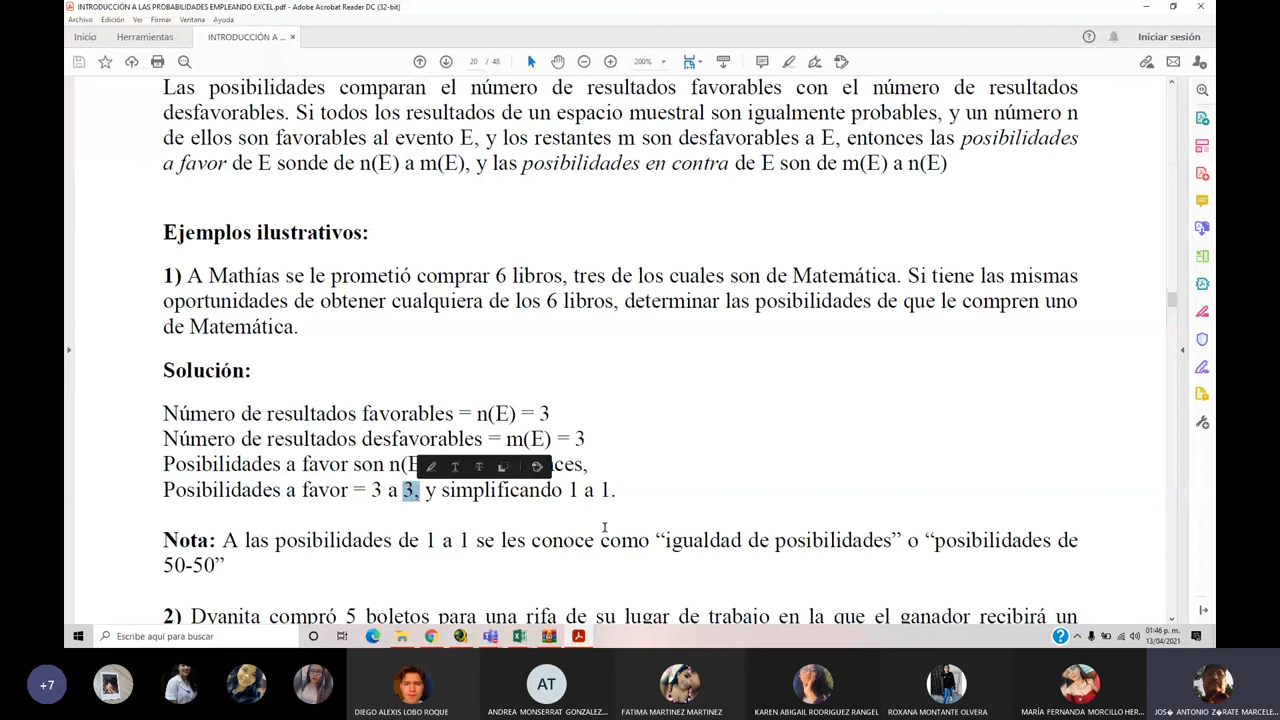 INTRODUCCIÓN A LAS PROBABILIDADES EMPLEANDO EXCEL.pdf - Adobe Acrobat Reader DC (32-bit)
Archivo Edición Ver Firmar Ventana Ayuda
Inicio Herramientas INTRODUCCIÓN A ... × Iniciar sesión
20 / 48 200%
Las posibilidades comparan el número de resultados favorables con el número de resultados
desfavorables. Si todos los resultados de un espacio muestral son igualmente probables, y un número n
de ellos son favorables al evento E, y los restantes m son desfavorables a E, entonces las posibilidades
a favor de E sonde de n(E) a m(E), y las posibilidades en contra de E son de m(E) a n(E)
Ejemplos ilustrativos:
1) A Mathías se le prometió comprar 6 libros, tres de los cuales son de Matemática. Si tiene las mismas
oportunidades de obtener cualquiera de los 6 libros, determinar las posibilidades de que le compren uno
de Matemática.
Solución:
Número de resultados favorables = n(E) = 3
Número de resultados desfavorables = m(E) = 3
Posibilidades a favor son n(E nces,
Posibilidades a favor = 3 a 3, y simplificando 1 a 1.
Nota: A las posibilidades de 1 a 1 se les conoce como “igualdad de posibilidades” o “posibilidades de
50-50”
2) Dyanita compró 5 boletos para una rifa de su lugar de trabajo en la que el ganador recibirá un
Escribe aquí para buscar
01:46 p. m.
13/04/2021
+7
AT
DIEGO ALEXIS LOBO ROQUE
ANDREA MONSERRAT GONZALEZ...
FATIMA MARTINEZ MARTINEZ
KAREN ABIGAIL RODRIGUEZ RANGEL
ROXANA MONTANTE OLVERA
MARÍA FERNANDA MORCILLO HER...
JOS� ANTONIO Z�RATE MARCELE...